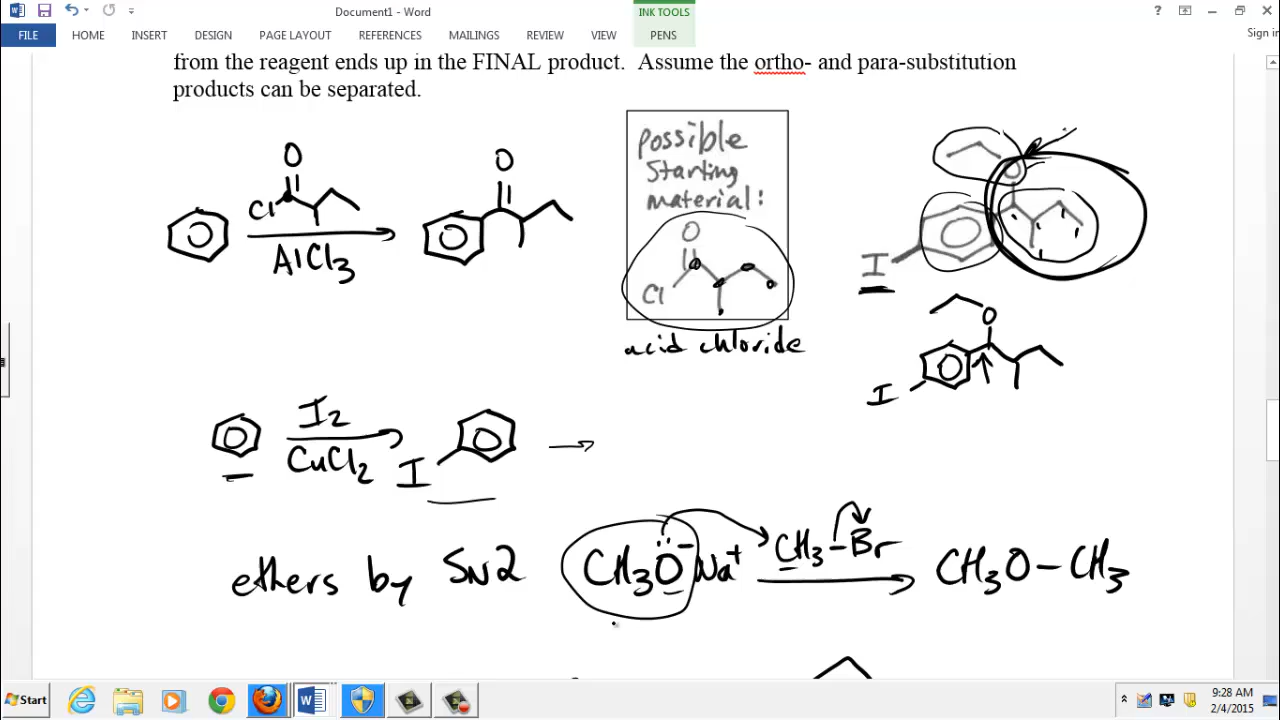 Document1 - Word
INK TOOLS
?
Sign in
FILE HOME INSERT DESIGN PAGE LAYOUT REFERENCES MAILINGS REVIEW VIEW PENS
from the reagent ends up in the FINAL product. Assume the ortho- and para-substitution
products can be separated.
O
Cl
AlCl3
O
possible
starting
material:
O
Cl
acid chloride
O
I
O
I
I2
CuCl2
I
ethers by SN2 CH3O- Na+ CH3-Br CH3O-CH3
Start
9:28 AM
2/4/2015